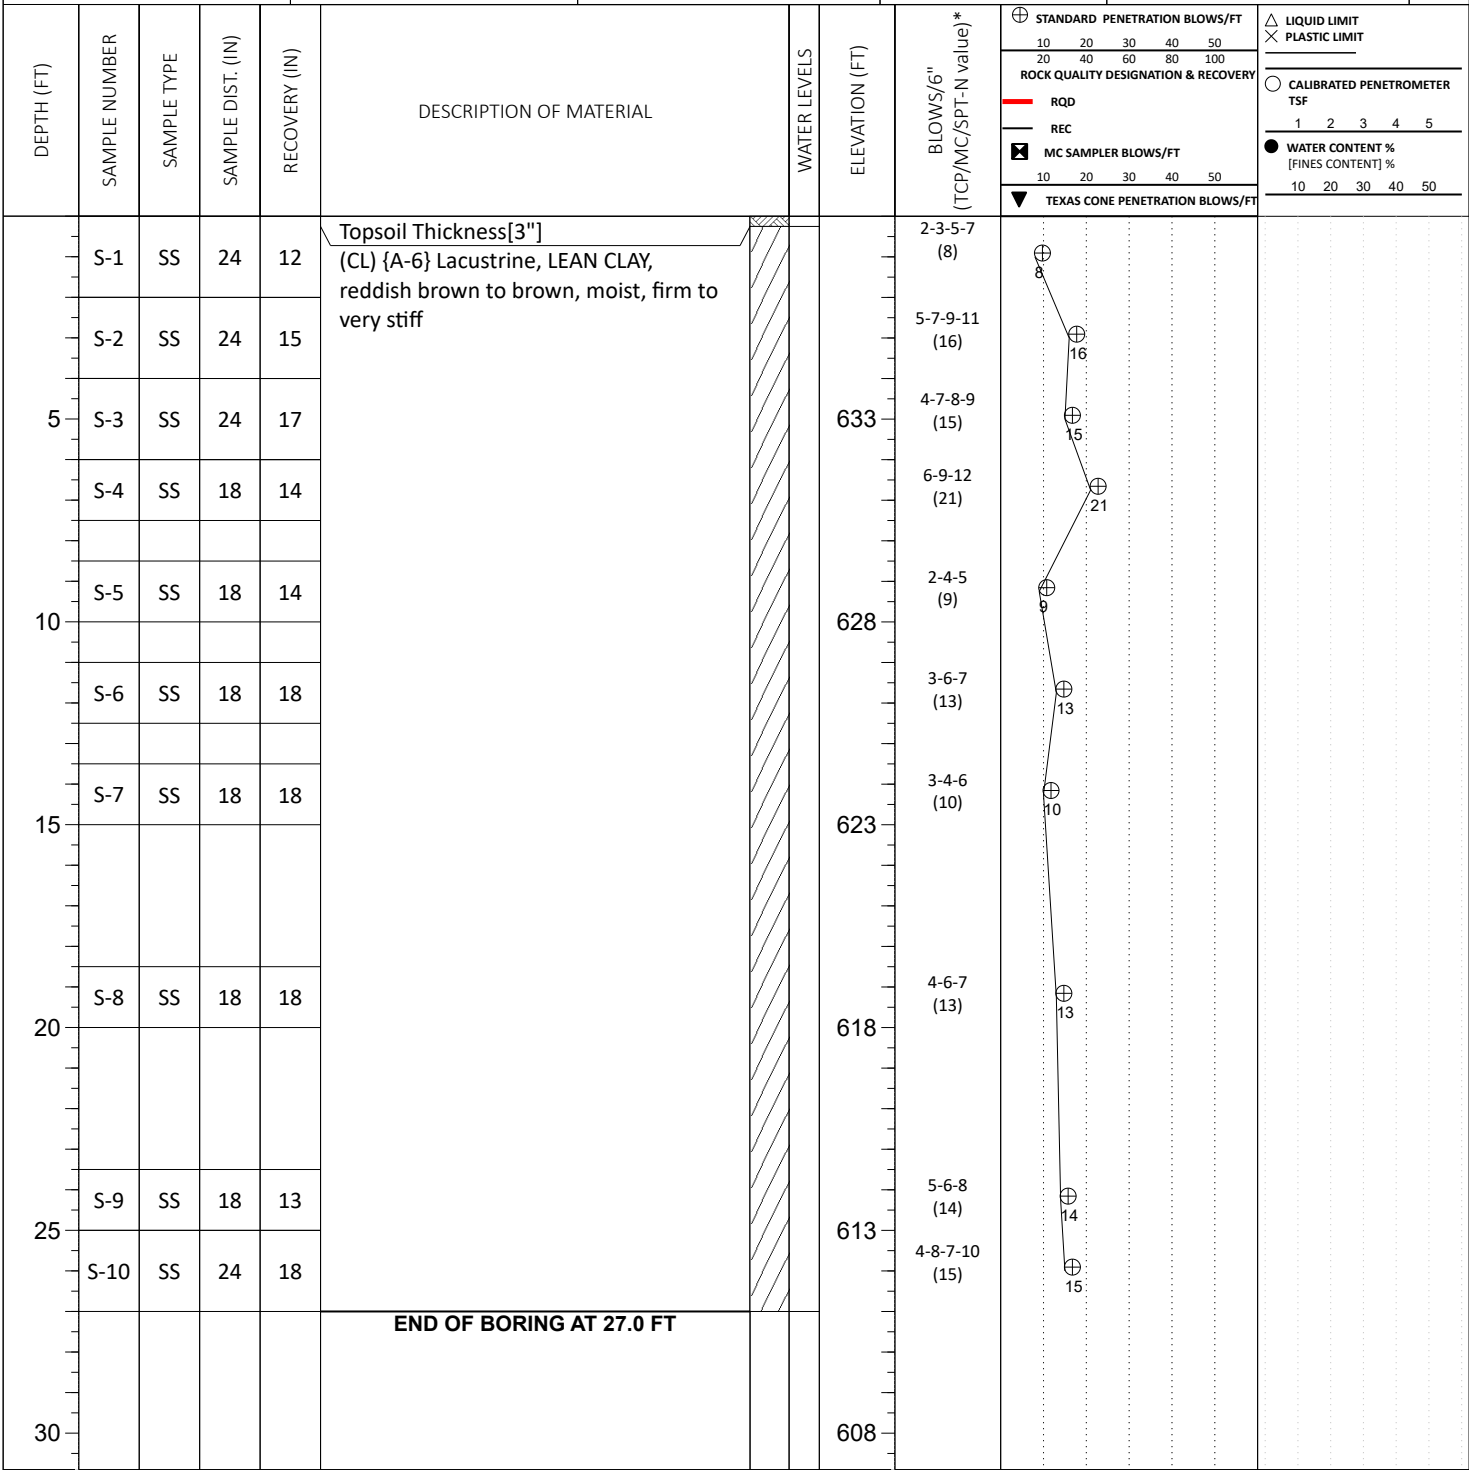 DEPTH (FT)
SAMPLE NUMBER
SAMPLE TYPE
SAMPLE DIST. (IN)
RECOVERY (IN)
DESCRIPTION OF MATERIAL
WATER LEVELS
ELEVATION (FT)
BLOWS/6"
(TCP/MC/SPT-N value)*
STANDARD PENETRATION BLOWS/FT
10 20 30 40 50
20 40 60 80 100
ROCK QUALITY DESIGNATION & RECOVERY
RQD
REC
MC SAMPLER BLOWS/FT
10 20 30 40 50
TEXAS CONE PENETRATION BLOWS/FT
LIQUID LIMIT
PLASTIC LIMIT
CALIBRATED PENETROMETER
TSF
1 2 3 4 5
WATER CONTENT %
[FINES CONTENT] %
10 20 30 40 50
Topsoil Thickness[3"]
(CL) {A-6} Lacustrine, LEAN CLAY,
reddish brown to brown, moist, firm to
very stiff
S-1 SS 24 12
2-3-5-7
(8)
8
S-2 SS 24 15
5-7-9-11
(16)
16
5 S-3 SS 24 17 633
4-7-8-9
(15)
15
S-4 SS 18 14
6-9-12
(21)
21
S-5 SS 18 14
2-4-5
(9)
9
10 628
S-6 SS 18 18
3-6-7
(13)
13
S-7 SS 18 18
3-4-6
(10)
10
15 623
S-8 SS 18 18
4-6-7
(13)
13
20 618
S-9 SS 18 13
5-6-8
(14)
14
25 613
S-10 SS 24 18
4-8-7-10
(15)
15
END OF BORING AT 27.0 FT
30 608